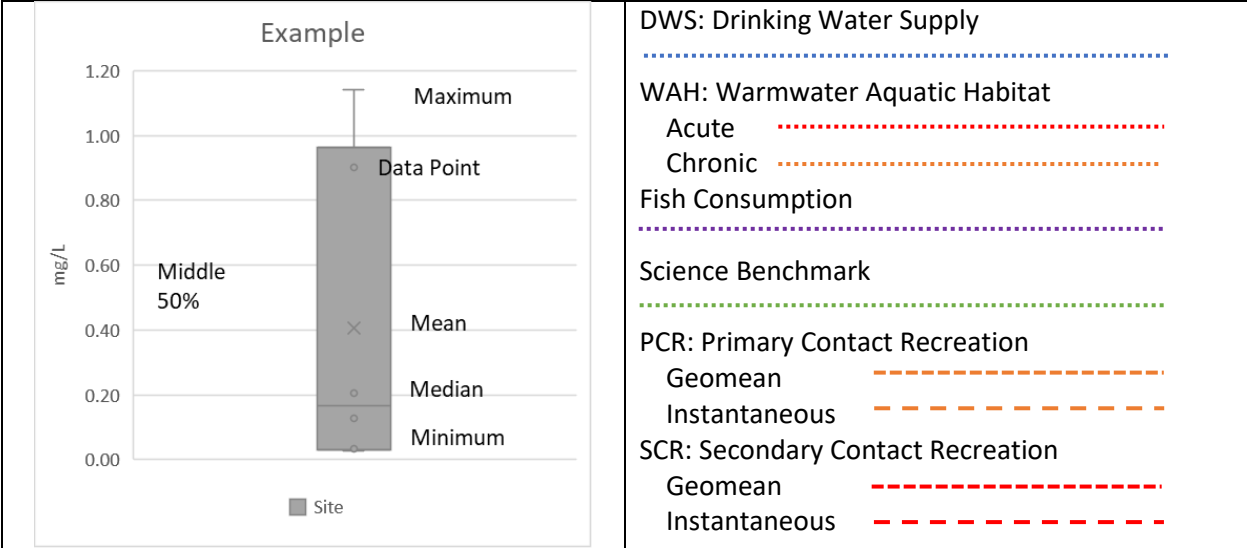 Example
1.20
1.00
0.80
0.60
0.40
0.20
0.00
mg/L
Maximum
Data Point
Middle
50%
Mean
Median
Minimum
Site
DWS: Drinking Water Supply
WAH: Warmwater Aquatic Habitat
Acute
Chronic
Fish Consumption
Science Benchmark
PCR: Primary Contact Recreation
Geomean
Instantaneous
SCR: Secondary Contact Recreation
Geomean
Instantaneous